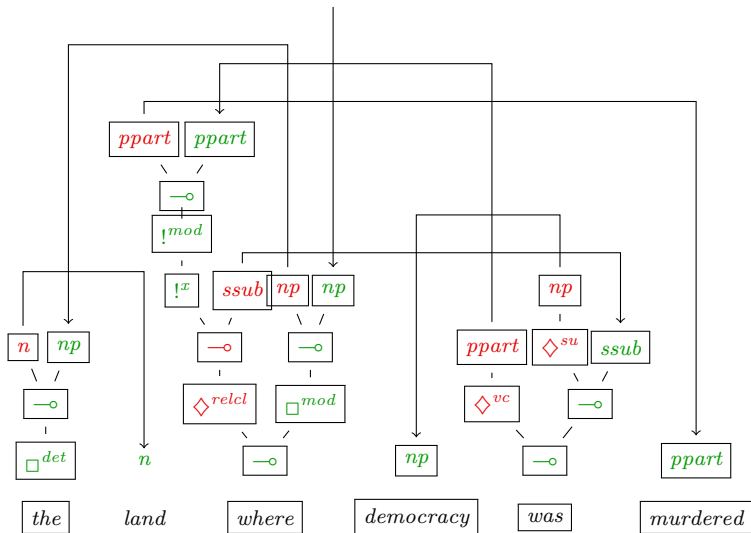 ppart ppart
⊸
!^mod
!^x ssub np np np
n np ⊸ ⊸ ppart ◇^su ssub
⊸ ◇^relcl □^mod ◇^vc ⊸
□^det n ⊸ np ⊸ ppart
the land where democracy was murdered